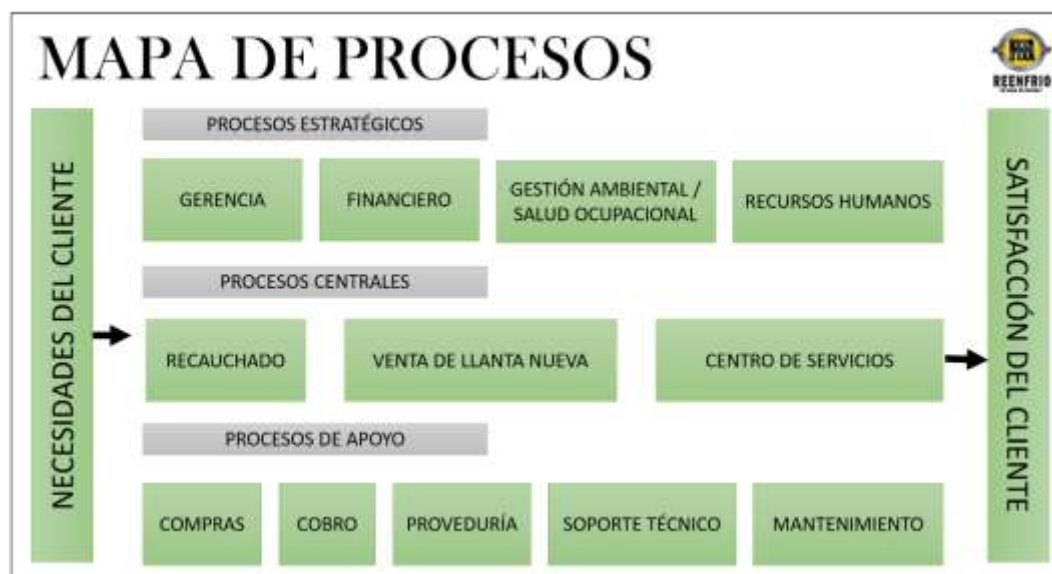 MAPA DE PROCESOS
REENFRIO
NECESIDADES DEL CLIENTE
PROCESOS ESTRATÉGICOS
GERENCIA
FINANCIERO
GESTIÓN AMBIENTAL /
SALUD OCUPACIONAL
RECURSOS HUMANOS
PROCESOS CENTRALES
RECAUCHADO
VENTA DE LLANTA NUEVA
CENTRO DE SERVICIOS
PROCESOS DE APOYO
COMPRAS
COBRO
PROVEDURÍA
SOPORTE TÉCNICO
MANTENIMIENTO
SATISFACCIÓN DEL CLIENTE